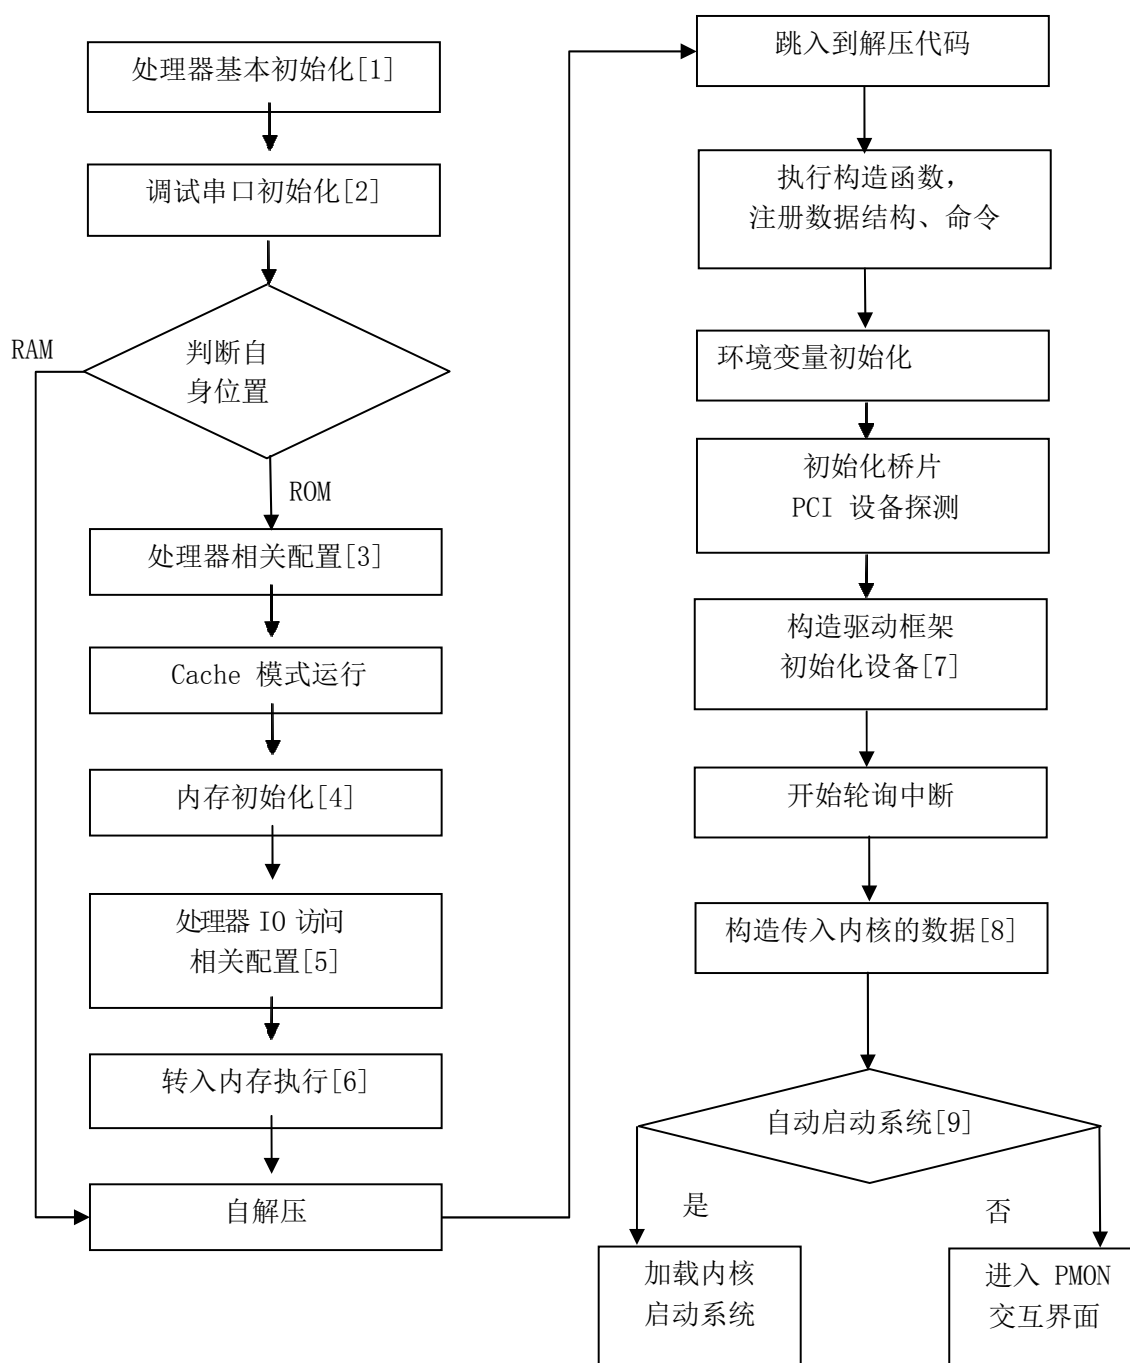 处理器基本初始化[1]
调试串口初始化[2]
RAM
判断自
身位置
ROM
处理器相关配置[3]
Cache 模式运行
内存初始化[4]
处理器 IO 访问
相关配置[5]
转入内存执行[6]
自解压
跳入到解压代码
执行构造函数，
注册数据结构、命令
环境变量初始化
初始化桥片
PCI 设备探测
构造驱动框架
初始化设备[7]
开始轮询中断
构造传入内核的数据[8]
自动启动系统[9]
是
否
加载内核
启动系统
进入 PMON
交互界面